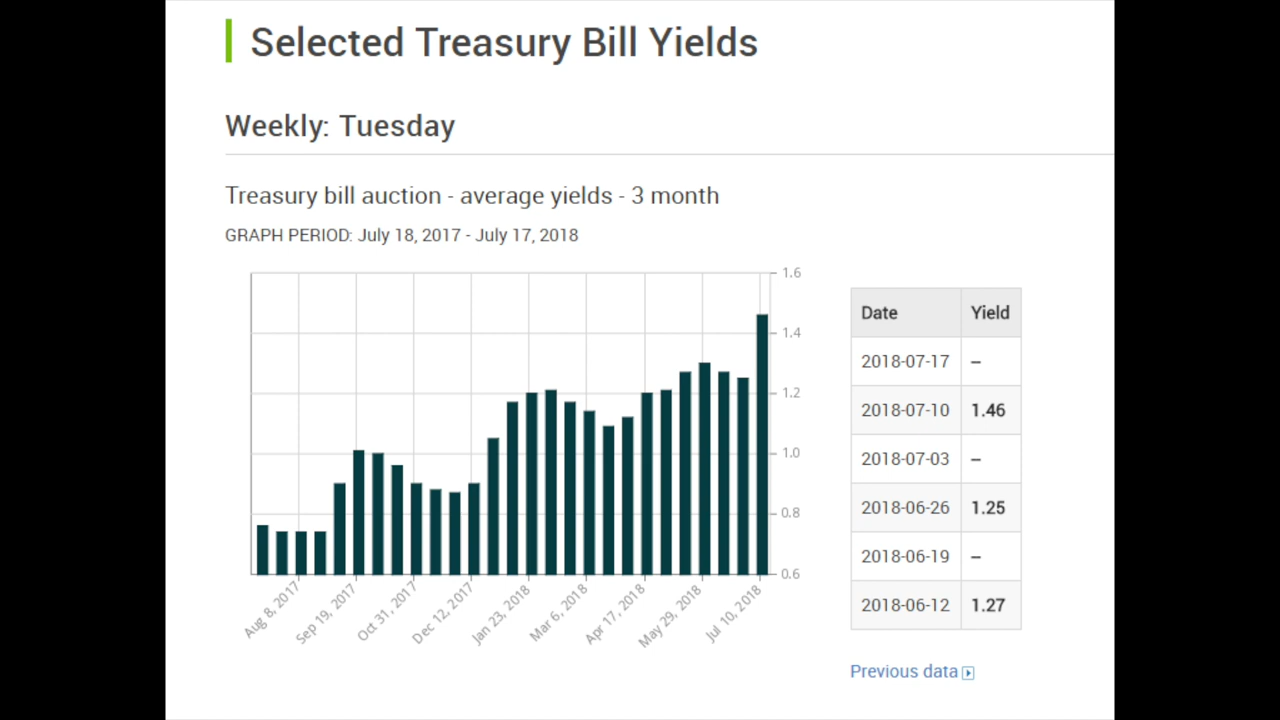 Selected Treasury Bill Yields
Weekly: Tuesday
Treasury bill auction - average yields - 3 month
GRAPH PERIOD: July 18, 2017 - July 17, 2018
1.6
1.4
1.2
1.0
0.8
0.6
Aug 8, 2017
Sep 19, 2017
Oct 31, 2017
Dec 12, 2017
Jan 23, 2018
Mar 6, 2018
Apr 17, 2018
May 29, 2018
Jul 10, 2018
Date Yield
2018-07-17 –
2018-07-10 1.46
2018-07-03 –
2018-06-26 1.25
2018-06-19 –
2018-06-12 1.27
Previous data